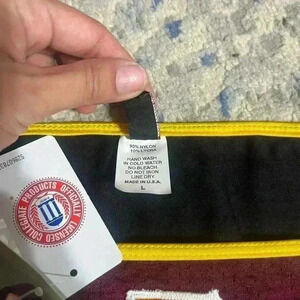 90% NYLON
10% LYCRA
HAND WASH
IN COLD WATER
NO BLEACH
DO NOT IRON
LINE DRY
MADE IN U.S.A.
L
OFFICIALLY LICENSED
COLLEGIATE PRODUCTS